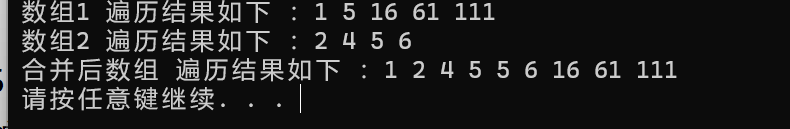 数组1 遍历结果如下 : 1 5 16 61 111
数组2 遍历结果如下 : 2 4 5 6
合并后数组 遍历结果如下 : 1 2 4 5 5 6 16 61 111
请按任意键继续. . .